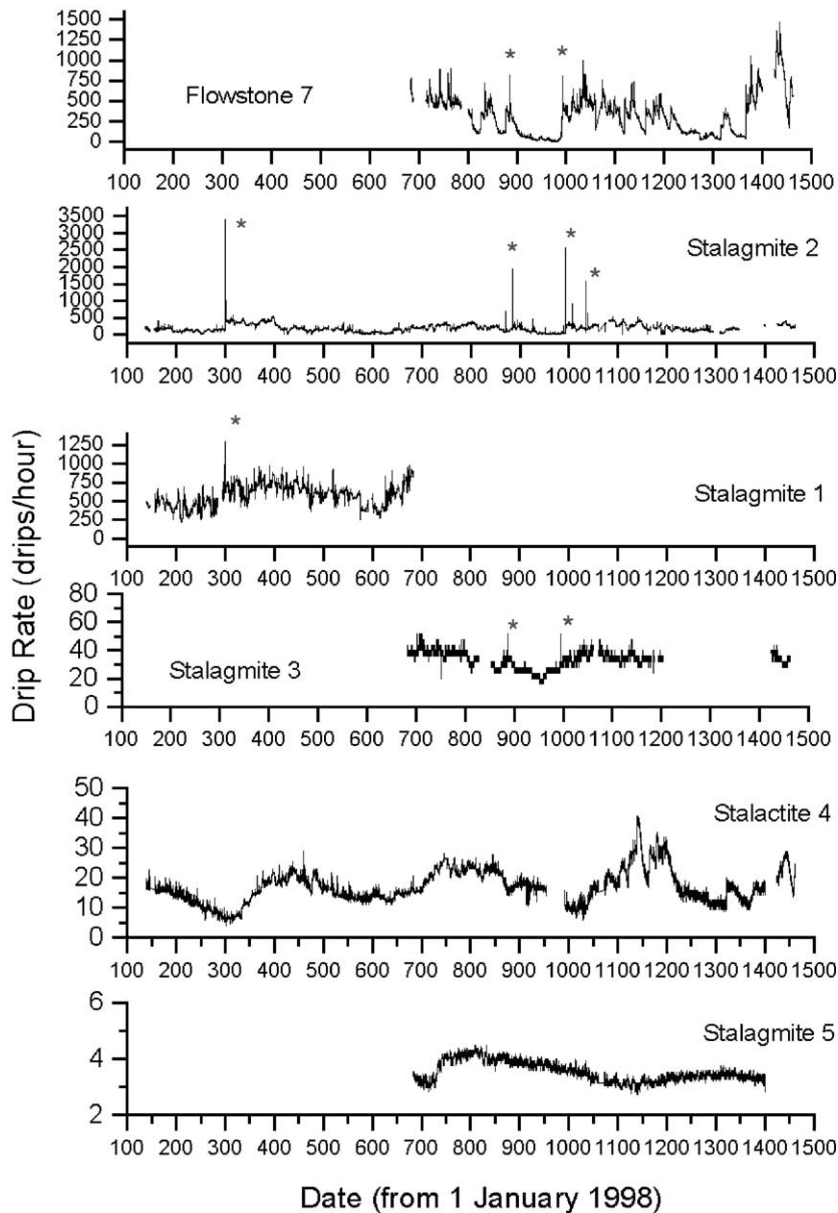 Drip Rate (drips/hour)
1500
1250
1000
750
500
250
0
Flowstone 7
* *
100 200 300 400 500 600 700 800 900 1000 1100 1200 1300 1400 1500
3500
3000
2500
2000
1500
1000
500
0
Stalagmite 2
* * * *
100 200 300 400 500 600 700 800 900 1000 1100 1200 1300 1400 1500
1250
1000
750
500
250
0
*
Stalagmite 1
100 200 300 400 500 600 700 800 900 1000 1100 1200 1300 1400 1500
80
60
40
20
0
Stalagmite 3
* *
100 200 300 400 500 600 700 800 900 1000 1100 1200 1300 1400 1500
50
40
30
20
10
0
Stalactite 4
100 200 300 400 500 600 700 800 900 1000 1100 1200 1300 1400 1500
6
4
2
Stalagmite 5
100 200 300 400 500 600 700 800 900 1000 1100 1200 1300 1400 1500
Date (from 1 January 1998)